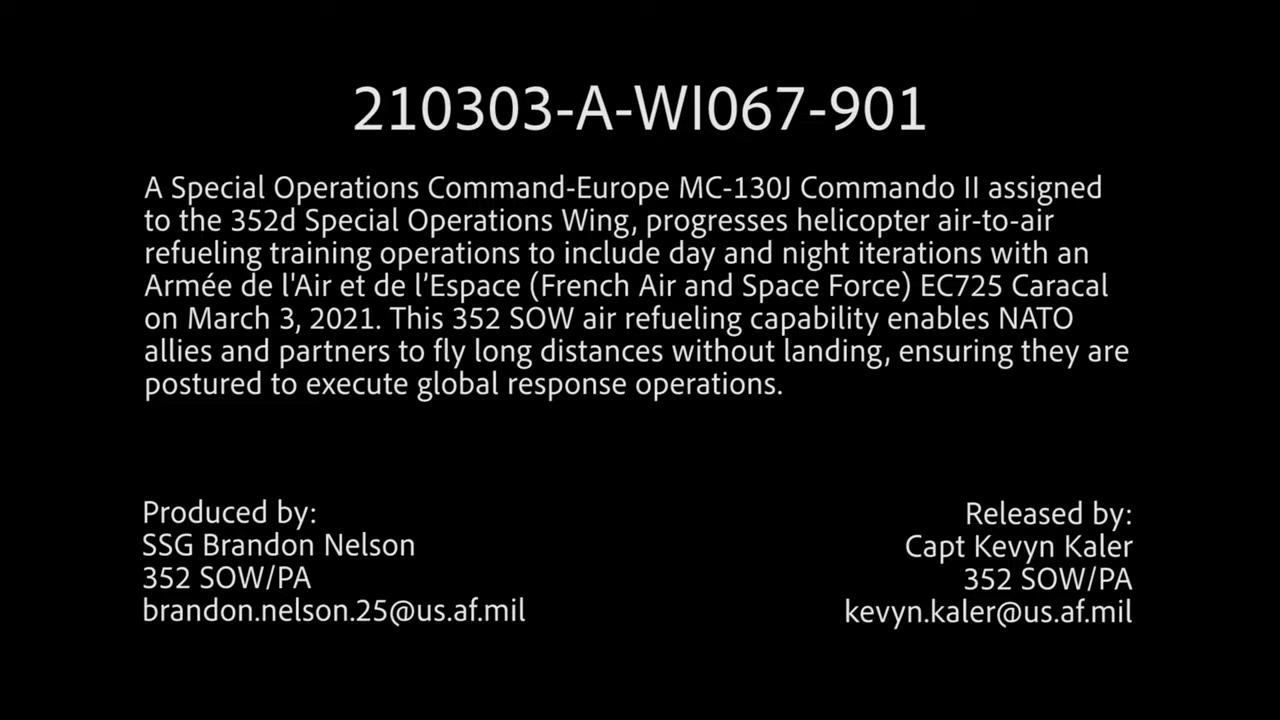 210303-A-WI067-901
A Special Operations Command-Europe MC-130J Commando II assigned
to the 352d Special Operations Wing, progresses helicopter air-to-air
refueling training operations to include day and night iterations with an
Armée de l'Air et de l’Espace (French Air and Space Force) EC725 Caracal
on March 3, 2021. This 352 SOW air refueling capability enables NATO
allies and partners to fly long distances without landing, ensuring they are
postured to execute global response operations.
Produced by:
SSG Brandon Nelson
352 SOW/PA
brandon.nelson.25@us.af.mil
Released by:
Capt Kevyn Kaler
352 SOW/PA
kevyn.kaler@us.af.mil